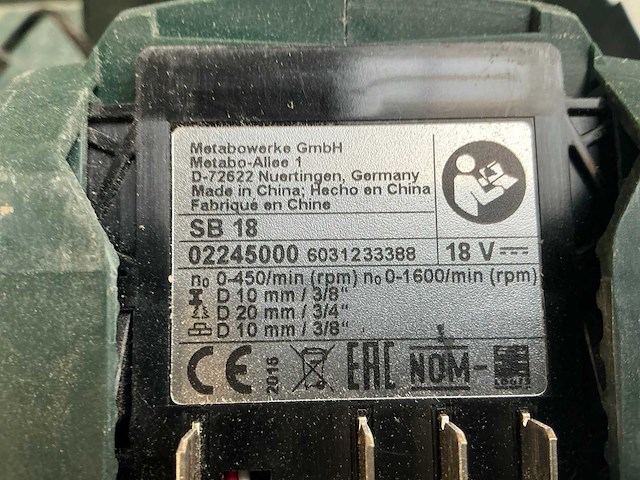 Metabowerke GmbH
Metabo-Allee 1
D-72622 Nuertingen, Germany
Made in China; Hecho en China
Fabriqué en Chine
SB 18
02245000 6031233388 18 V
n₀ 0-450/min (rpm) n₀ 0-1600/min (rpm)
D 10 mm / 3/8"
D 20 mm / 3/4"
D 10 mm / 3/8"
CE 2016 EAC NOM-